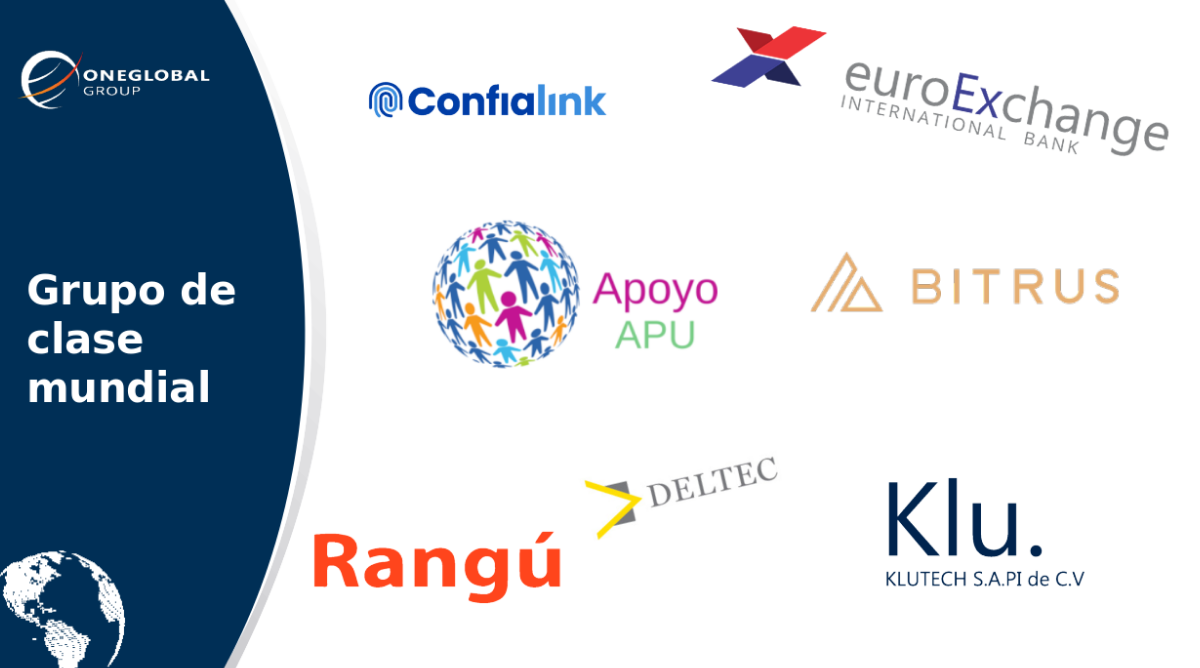 ONEGLOBAL
GROUP
Grupo de
clase
mundial
Confialink
euroExchange
INTERNATIONAL BANK
Apoyo
APU
BITRUS
DELTEC
Rangú
Klu.
KLUTECH S.A.PI de C.V